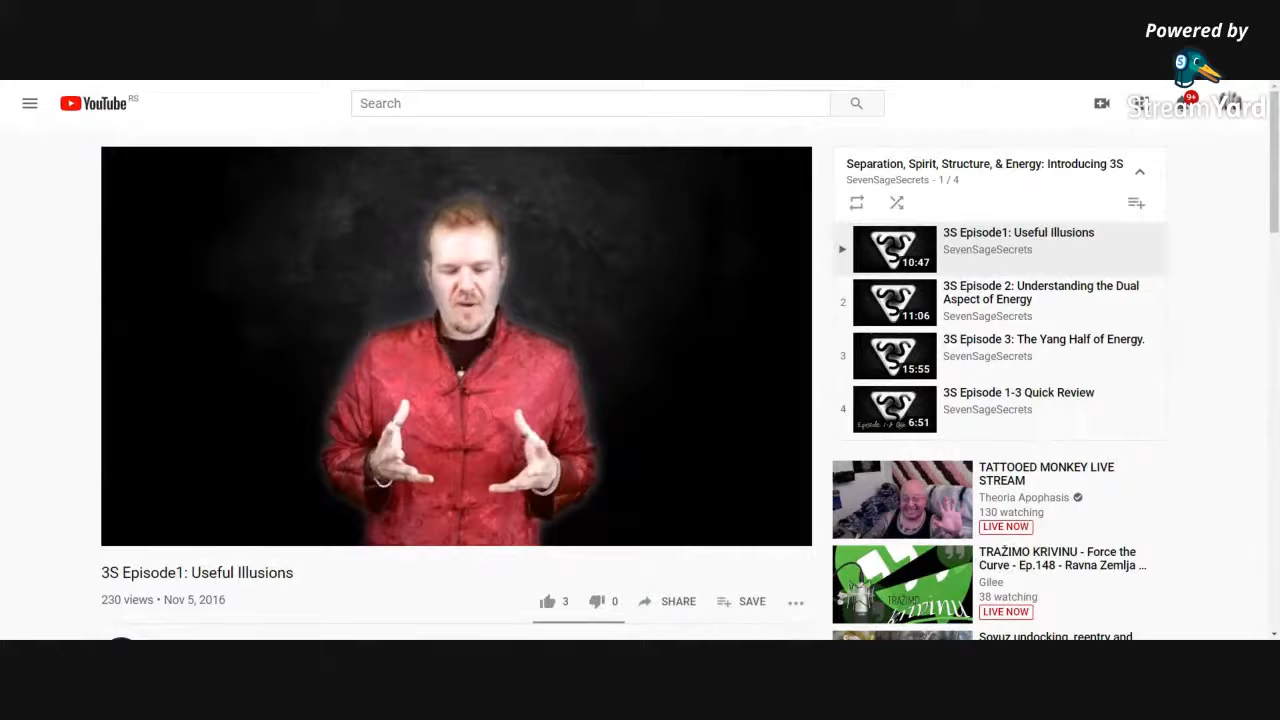 Powered by
StreamYard
YouTube RS
Search
9+
Separation, Spirit, Structure, & Energy: Introducing 3S
SevenSageSecrets - 1 / 4
3S Episode1: Useful Illusions
SevenSageSecrets
10:47
2
3S Episode 2: Understanding the Dual
Aspect of Energy
SevenSageSecrets
11:06
3
3S Episode 3: The Yang Half of Energy.
SevenSageSecrets
15:55
4
3S Episode 1-3 Quick Review
SevenSageSecrets
6:51
TATTOOED MONKEY LIVE
STREAM
Theoria Apophasis
130 watching
LIVE NOW
TRAŽIMO KRIVINU - Force the
Curve - Ep.148 - Ravna Zemlja ...
Gilee
38 watching
LIVE NOW
TRAŽIMO
krivinu
Soyuz undocking, reentry and
3S Episode1: Useful Illusions
230 views • Nov 5, 2016
3 0 SHARE SAVE